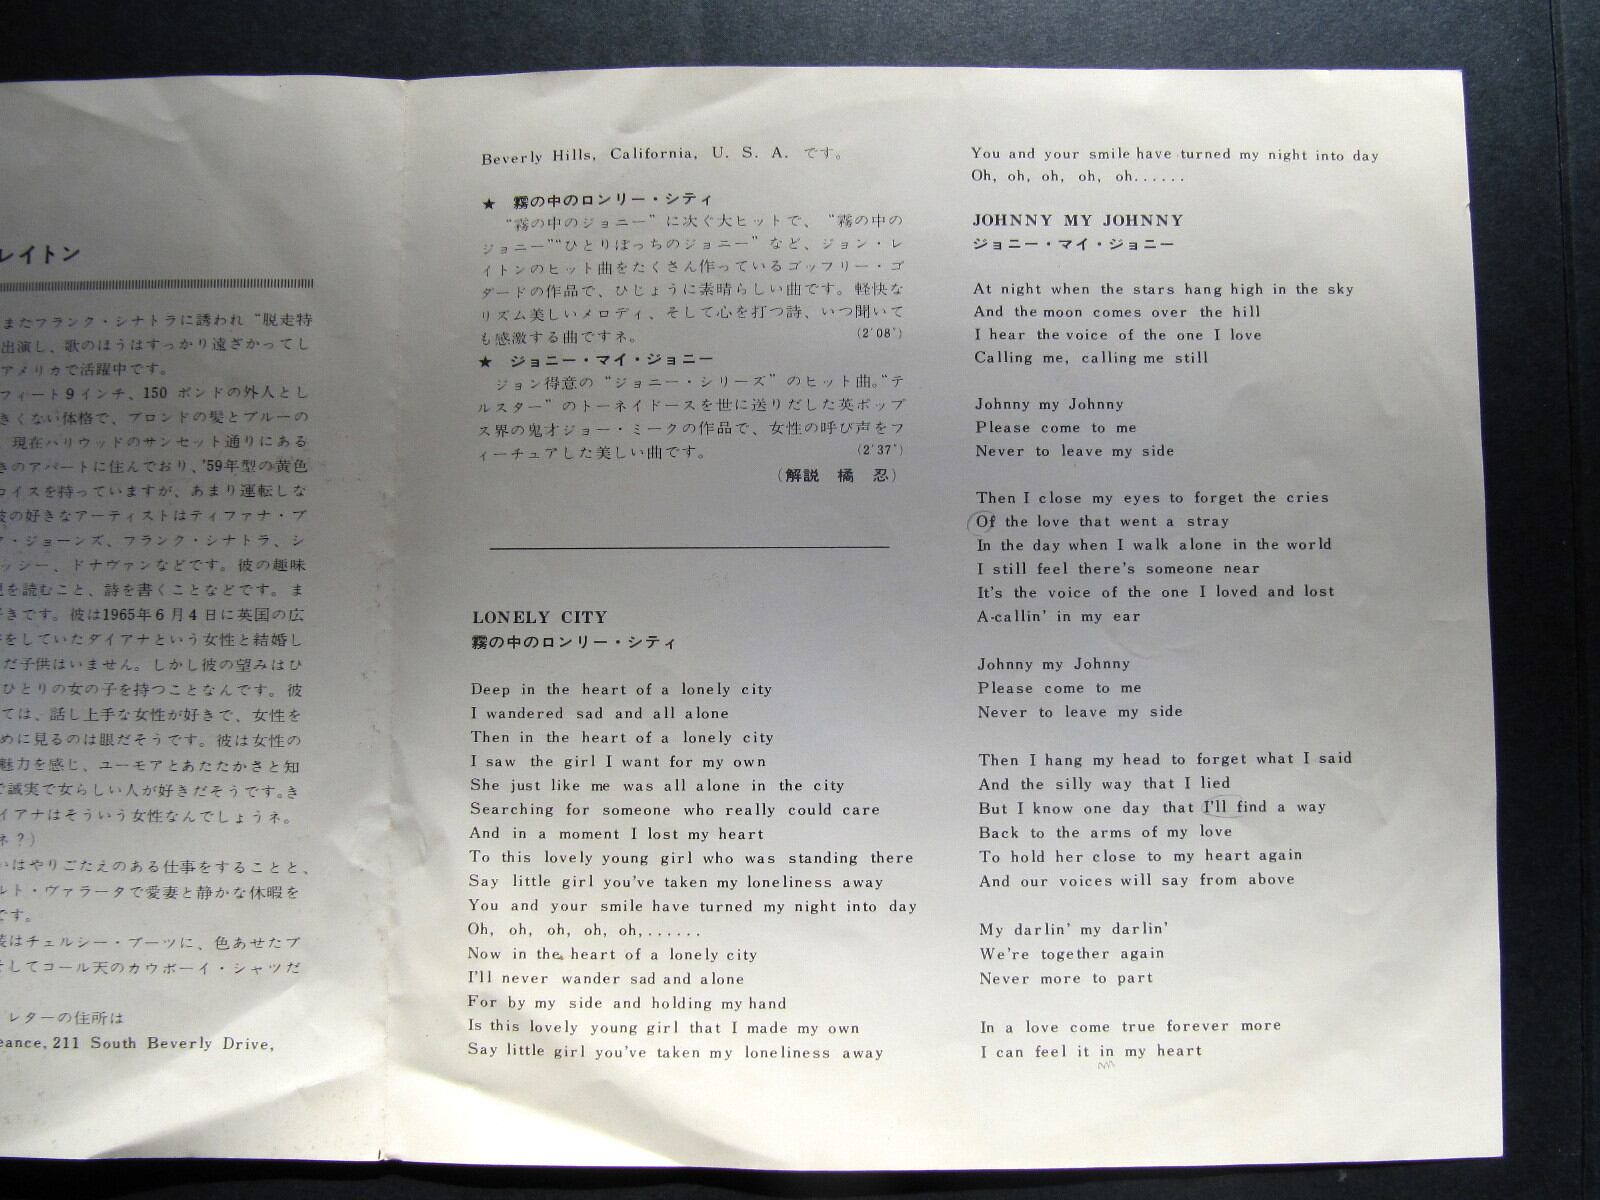 レイトン
またフランク・シナトラに誘われ“脱走特
出演し、歌のほうはすっかり遠ざかってし
アメリカで活躍中です。
フィート9インチ、150 ポンドの外人とし
きくない体格で、ブロンドの髪とブルーの
現在ハリウッドのサンセット通りにある
きのアパートに住んでおり、'59年型の黄色
ロイスを持っていますが、あまり運転しな
彼の好きなアーティストはティファナ・ブ
ク・ジョーンズ、フランク・シナトラ、シ
ッシー、ドナヴァンなどです。彼の趣味
を読むこと、詩を書くことなどです。ま
好きです。彼は1965年6月4日に英国の広
をしていたダイアナという女性と結婚し
だ子供はいません。しかし彼の望みはひ
ひとりの女の子を持つことなんです。彼
ては、話し上手な女性が好きで、女性を
めに見るのは眼だそうです。彼は女性の
魅力を感じ、ユーモアとあたたかさと知
で誠実で女らしい人が好きだそうです。き
イアナはそういう女性なんでしょうネ。
ネ?)
いはやりごたえのある仕事をすることと、
ルト・ヴァラータで愛妻と静かな休暇を
です。
装はチェルシー・ブーツに、色あせたブ
そしてコール天のカウボーイ・シャツだ
レターの住所は
eance, 211 South Beverly Drive,
Beverly Hills, California, U. S. A. です。
★ 霧の中のロンリー・シティ
“霧の中のジョニー”に次ぐ大ヒットで、“霧の中の
ジョニー”“ひとりぼっちのジョニー”など、ジョン・レ
イトンのヒット曲をたくさん作っているゴッフリー・ゴ
ダードの作品で、ひじょうに素晴らしい曲です。軽快な
リズム美しいメロディ、そして心を打つ詩、いつ聞いて
も感激する曲ですネ。 (2'08")
★ ジョニー・マイ・ジョニー
ジョン得意の“ジョニー・シリーズ”のヒット曲。“テ
ルスター”のトーネイドースを世に送りだした英ポップ
ス界の鬼才ジョー・ミークの作品で、女性の呼び声をフ
ィーチュアした美しい曲です。 (2'37")
(解説 橘 忍)
LONELY CITY
霧の中のロンリー・シティ
Deep in the heart of a lonely city
I wandered sad and all alone
Then in the heart of a lonely city
I saw the girl I want for my own
She just like me was all alone in the city
Searching for someone who really could care
And in a moment I lost my heart
To this lovely young girl who was standing there
Say little girl you've taken my loneliness away
You and your smile have turned my night into day
Oh, oh, oh, oh, oh,......
Now in the heart of a lonely city
I'll never wander sad and alone
For by my side and holding my hand
Is this lovely young girl that I made my own
Say little girl you've taken my loneliness away
You and your smile have turned my night into day
Oh, oh, oh, oh, oh......
JOHNNY MY JOHNNY
ジョニー・マイ・ジョニー
At night when the stars hang high in the sky
And the moon comes over the hill
I hear the voice of the one I love
Calling me, calling me still
Johnny my Johnny
Please come to me
Never to leave my side
Then I close my eyes to forget the cries
Of the love that went a stray
In the day when I walk alone in the world
I still feel there's someone near
It's the voice of the one I loved and lost
A-callin' in my ear
Johnny my Johnny
Please come to me
Never to leave my side
Then I hang my head to forget what I said
And the silly way that I lied
But I know one day that I'll find a way
Back to the arms of my love
To hold her close to my heart again
And our voices will say from above
My darlin' my darlin'
We're together again
Never more to part
In a love come true forever more
I can feel it in my heart